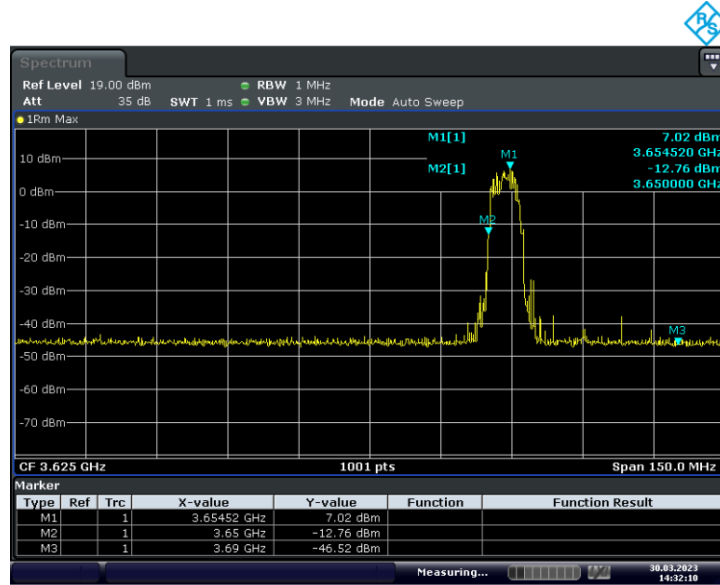 R&S
Spectrum
Ref Level 19.00 dBm RBW 1 MHz
Att 35 dB SWT 1 ms VBW 3 MHz Mode Auto Sweep
1Rm Max
M1[1] 7.02 dBm
3.654520 GHz
M2[1] -12.76 dBm
3.650000 GHz
M1
10 dBm
0 dBm
M2
-10 dBm
-20 dBm
-30 dBm
-40 dBm
M3
-50 dBm
-60 dBm
-70 dBm
CF 3.625 GHz 1001 pts Span 150.0 MHz
Marker
Type Ref Trc X-value Y-value Function Function Result
M1 1 3.65452 GHz 7.02 dBm
M2 1 3.65 GHz -12.76 dBm
M3 1 3.69 GHz -46.52 dBm
Measuring... 30.03.2023
14:32:10